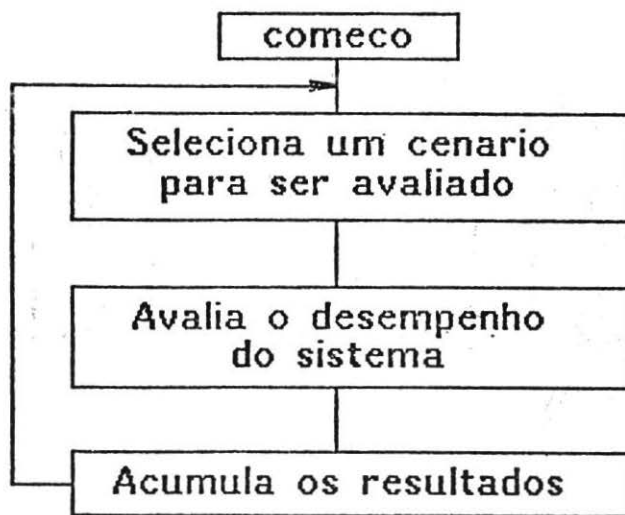 comeco
Seleciona um cenario
para ser avaliado
Avalia o desempenho
do sistema
Acumula os resultados